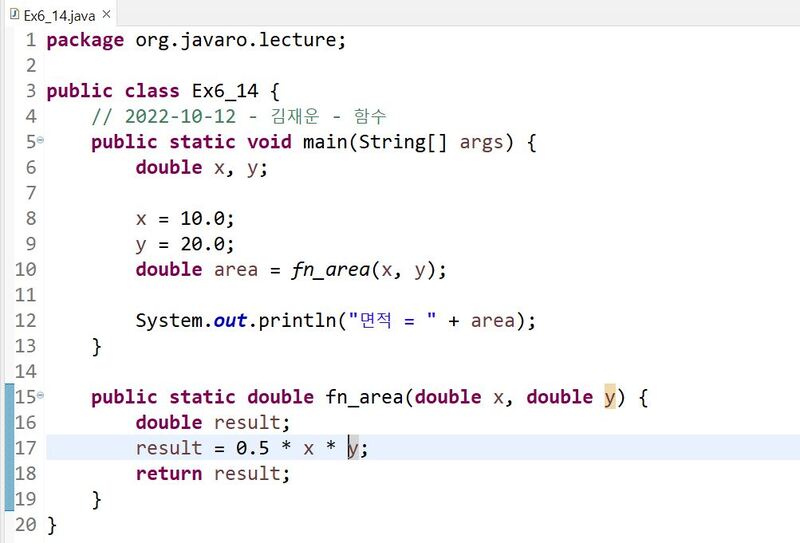 Ex6_14.java
1 package org.javaro.lecture;
2
3 public class Ex6_14 {
4     // 2022-10-12 - 김재운 - 함수
5     public static void main(String[] args) {
6         double x, y;
7
8         x = 10.0;
9         y = 20.0;
10         double area = fn_area(x, y);
11
12         System.out.println("면적 = " + area);
13     }
14
15     public static double fn_area(double x, double y) {
16         double result;
17         result = 0.5 * x * y;
18         return result;
19     }
20 }